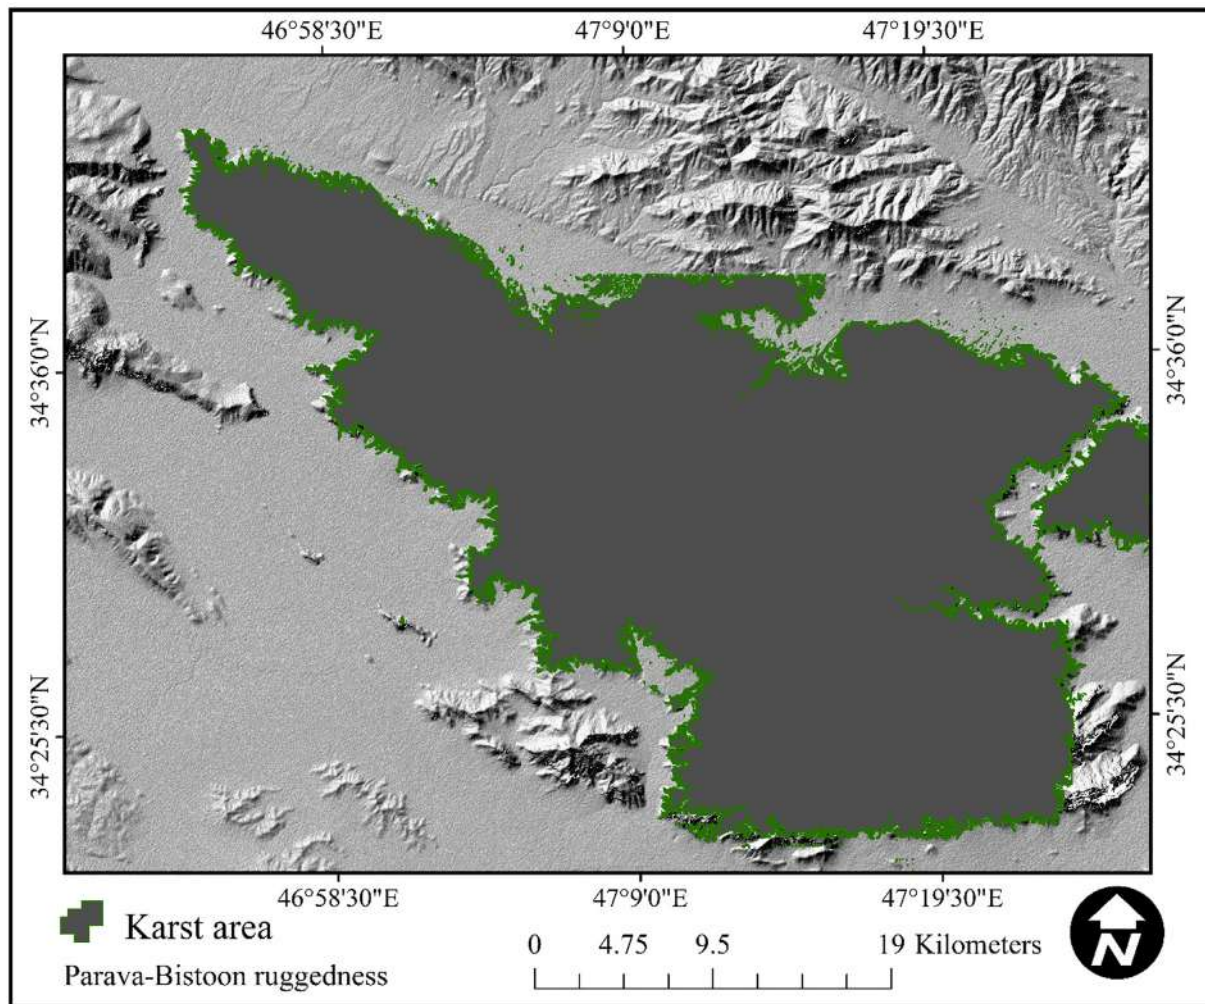 46°58'30"E 47°9'0"E 47°19'30"E
34°36'0"N
34°36'0"N
34°25'30"N
34°25'30"N
46°58'30"E 47°9'0"E 47°19'30"E
Karst area
Parava-Bistoon ruggedness
0 4.75 9.5 19 Kilometers
N